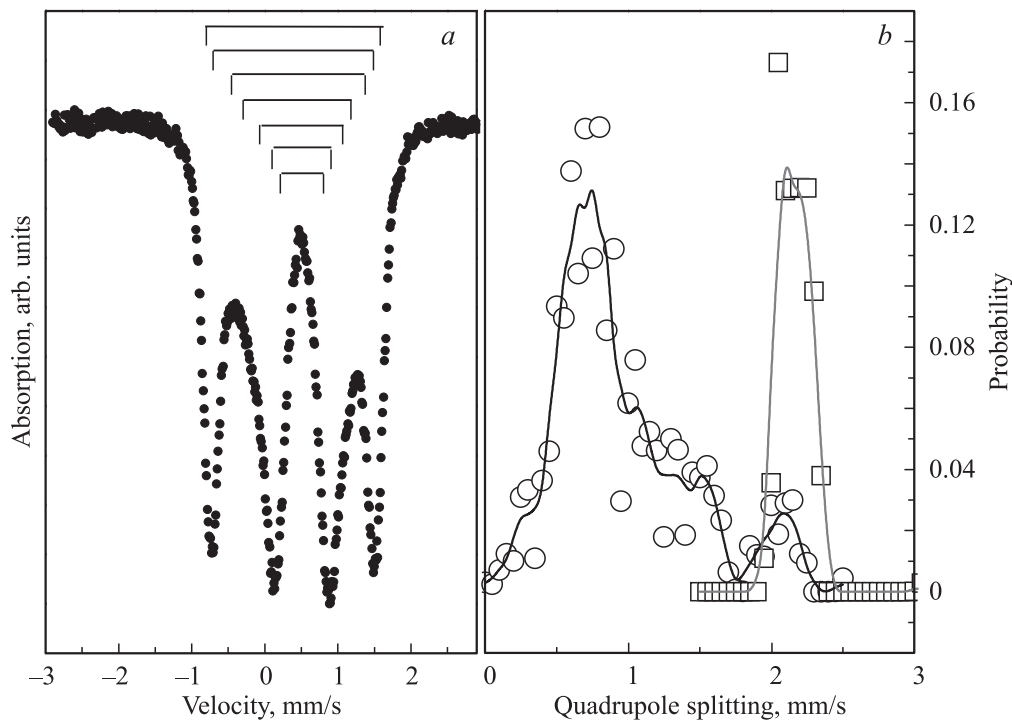 a
b
0.16
0.12
0.08
0.04
0
Absorption, arb. units
Probability
–3
–2
–1
0
1
2
0
1
2
3
Velocity, mm/s
Quadrupole splitting, mm/s